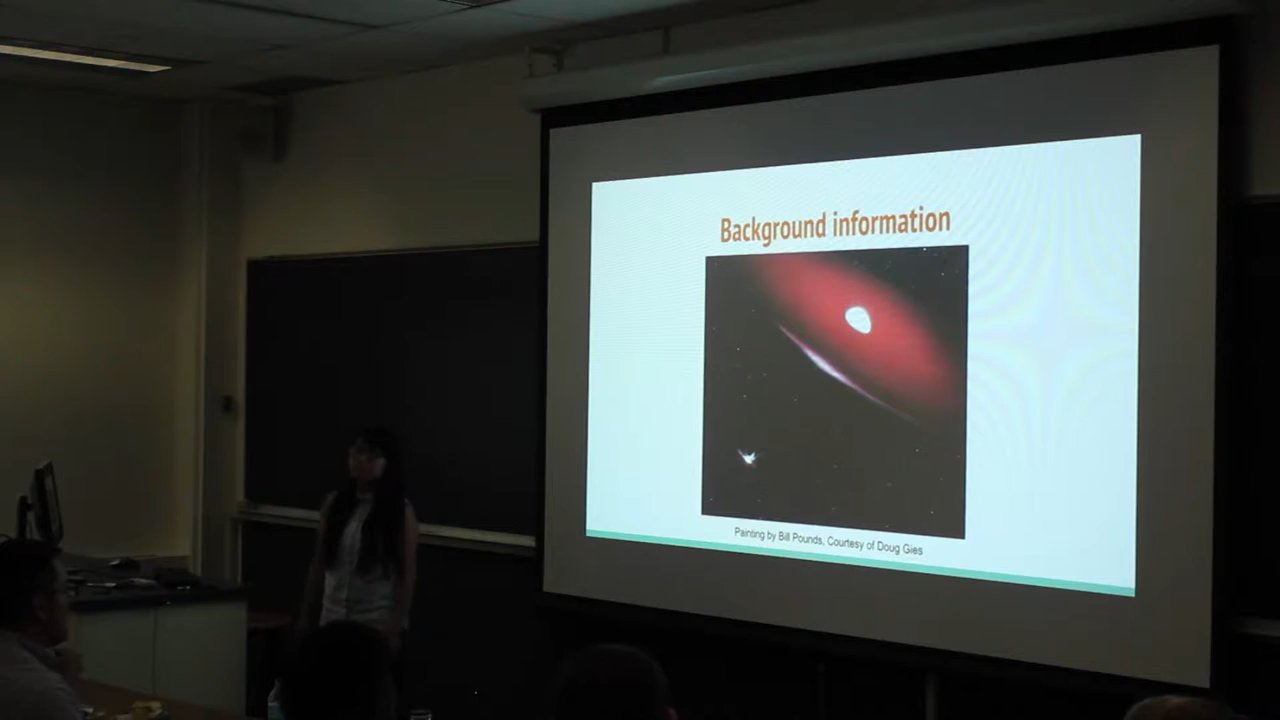 Background information
Painting by Bill Pounds, Courtesy of Doug Gies